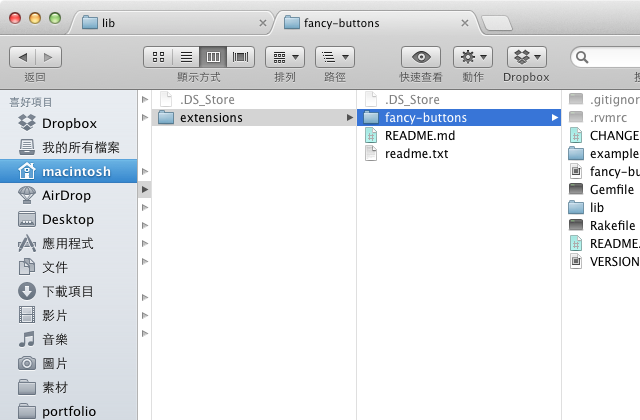 lib
fancy-buttons
返回
顯示方式
排列
路徑
快速查看
動作
Dropbox
喜好項目
Dropbox
我的所有檔案
macintosh
AirDrop
Desktop
應用程式
文件
下載項目
影片
音樂
圖片
素材
portfolio
.DS_Store
extensions
.DS_Store
fancy-buttons
README.md
readme.txt
.gitignor
.rvmrc
CHANGE
example
fancy-bu
Gemfile
lib
Rakefile
README.
VERSION